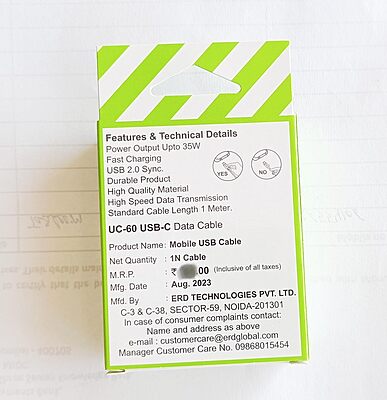 Features & Technical Details
Power Output Upto 35W
Fast Charging
USB 2.0 Sync.
Durable Product
High Quality Material
High Speed Data Transmission
Standard Cable Length 1 Meter.
YES
NO
UC-60 USB-C Data Cable
Product Name: Mobile USB Cable
Net Quantity : 1N Cable
M.R.P. : ₹ .00 (Inclusive of all taxes)
Mfg. Date : Aug. 2023
Mfd. By : ERD TECHNOLOGIES PVT. LTD.
C-3 & C-38, SECTOR-59, NOIDA-201301
In case of consumer complaints contact:
Name and address as above
e-mail : customercare@erdglobal.com
Manager Customer Care No. 09868015454